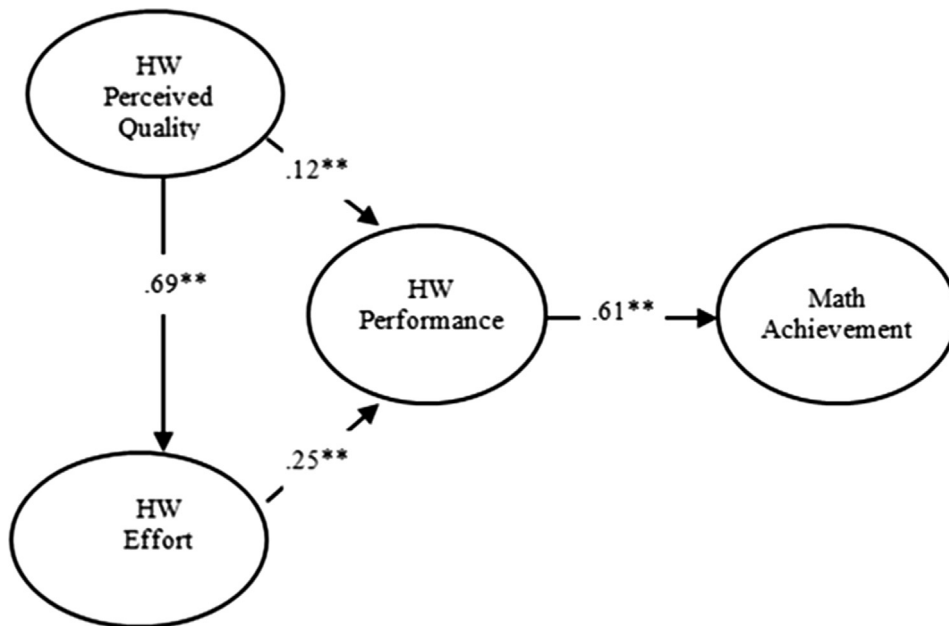 HW
Perceived
Quality
.12**
.69**
HW
Performance
.61**
Math
Achievement
.25**
HW
Effort